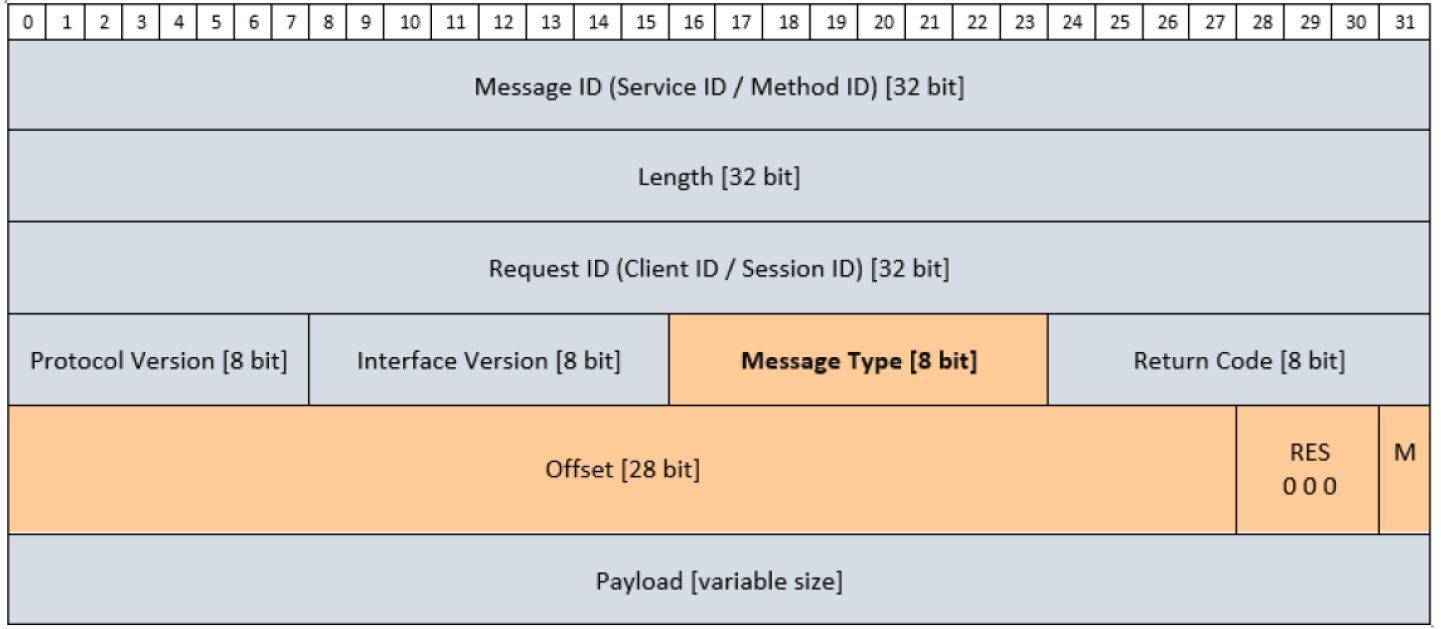 0 1 2 3 4 5 6 7 8 9 10 11 12 13 14 15 16 17 18 19 20 21 22 23 24 25 26 27 28 29 30 31
Message ID (Service ID / Method ID) [32 bit]
Length [32 bit]
Request ID (Client ID / Session ID) [32 bit]
Protocol Version [8 bit] Interface Version [8 bit] Message Type [8 bit] Return Code [8 bit]
Offset [28 bit] RES M
0 0 0
Payload [variable size]